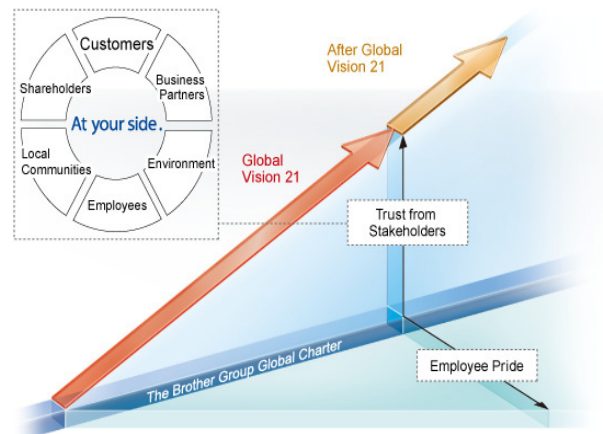 Customers
Shareholders
Business
Partners
At your side.
Local
Communities
Environment
Employees
After Global
Vision 21
Global
Vision 21
Trust from
Stakeholders
The Brother Group Global Charter
Employee Pride